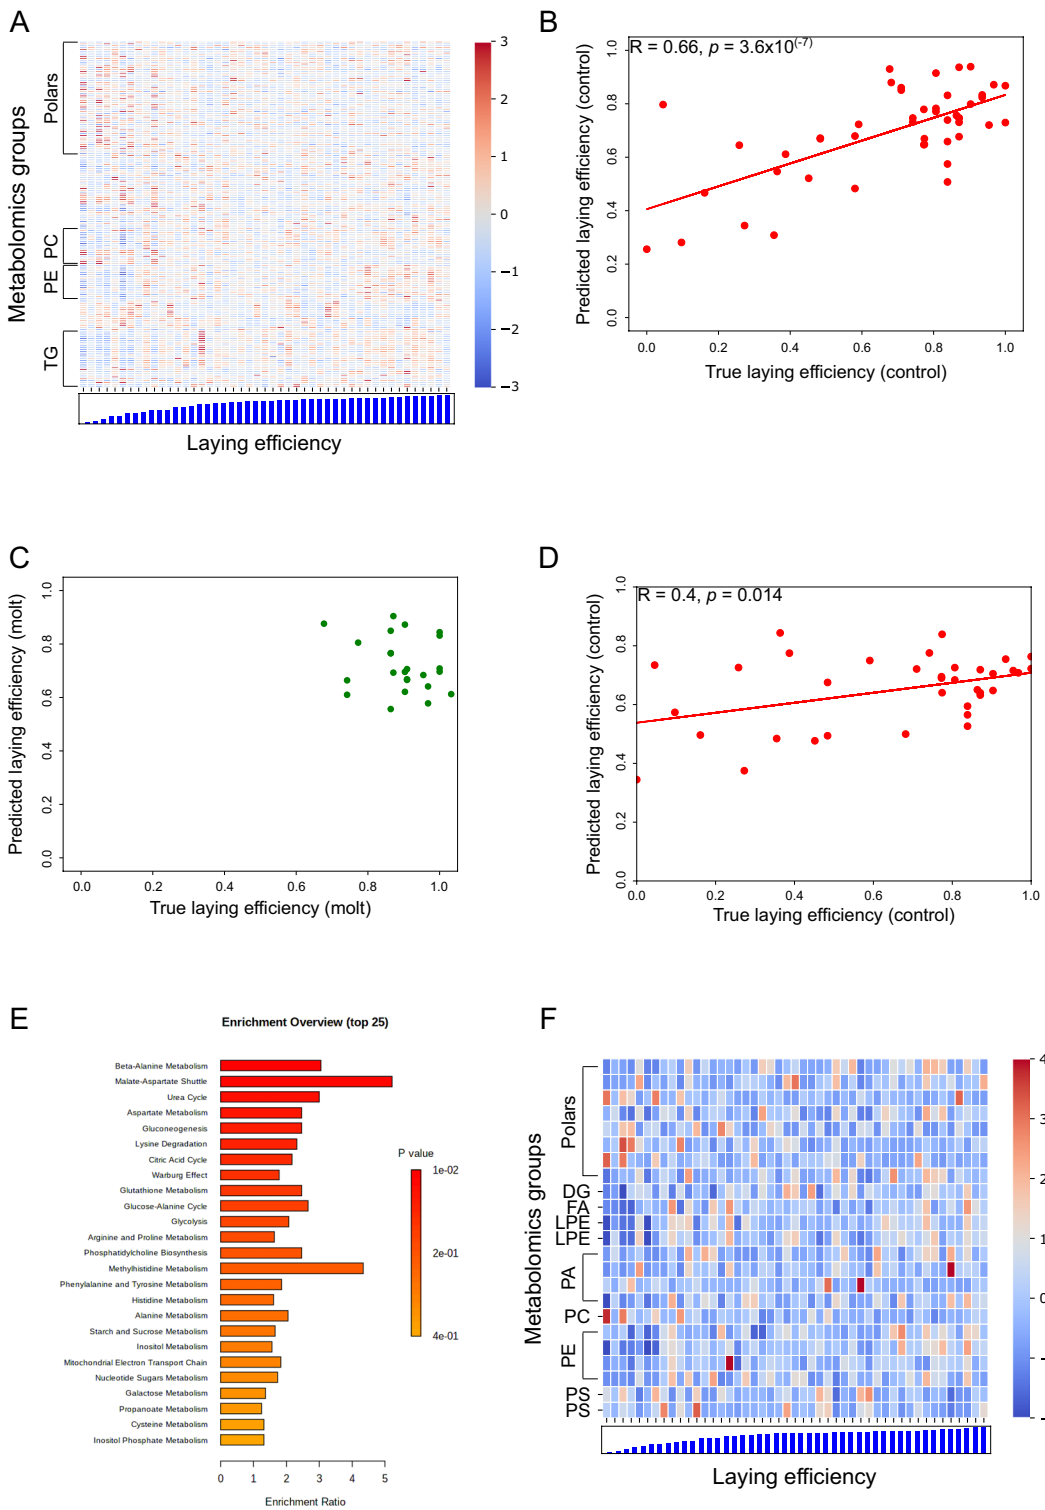 A
Metabolomics groups
Polars
PC
PE
TG
3
2
1
0
−1
−2
−3
Laying efficiency
B
R = 0.66, p = 3.6x10(-7)
Predicted laying efficiency (control)
1.0
0.8
0.6
0.4
0.2
0.0
0.0 0.2 0.4 0.6 0.8 1.0
True laying efficiency (control)
C
Predicted laying efficiency (molt)
1.0
0.8
0.6
0.4
0.2
0.0
0.0 0.2 0.4 0.6 0.8 1.0
True laying efficiency (molt)
D
R = 0.4, p = 0.014
Predicted laying efficiency (control)
1.0
0.8
0.6
0.4
0.2
0.0
0.0 0.2 0.4 0.6 0.8 1.0
True laying efficiency (control)
E
Enrichment Overview (top 25)
Beta-Alanine Metabolism
Malate-Aspartate Shuttle
Urea Cycle
Aspartate Metabolism
Gluconeogenesis
Lysine Degradation
Citric Acid Cycle
Warburg Effect
Glutathione Metabolism
Glucose-Alanine Cycle
Glycolysis
Arginine and Proline Metabolism
Phosphatidylcholine Biosynthesis
Methylhistidine Metabolism
Phenylalanine and Tyrosine Metabolism
Histidine Metabolism
Alanine Metabolism
Starch and Sucrose Metabolism
Inositol Metabolism
Mitochondrial Electron Transport Chain
Nucleotide Sugars Metabolism
Galactose Metabolism
Propanoate Metabolism
Cysteine Metabolism
Inositol Phosphate Metabolism
0 1 2 3 4 5
Enrichment Ratio
P value
1e-02
2e-01
4e-01
F
Metabolomics groups
Polars
DG
FA
LPE
LPE
PA
PC
PE
PS
PS
4
3
2
1
0
−
−
Laying efficiency